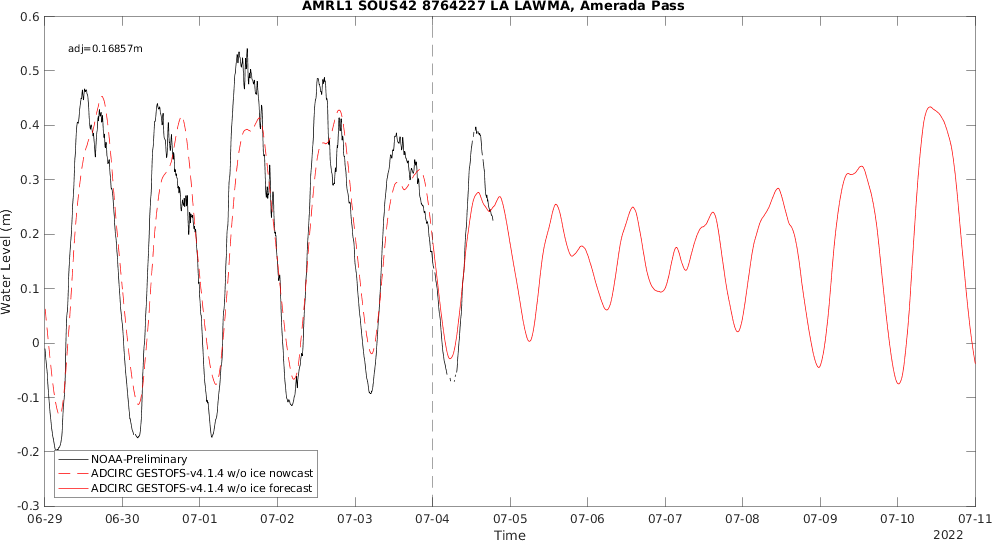 AMRL1 SOUS42 8764227 LA LAWMA, Amerada Pass
adj=0.16857m
0.6
0.5
0.4
0.3
0.2
0.1
0
-0.1
-0.2
-0.3
Water Level (m)
NOAA-Preliminary
ADCIRC GESTOFS-v4.1.4 w/o ice nowcast
ADCIRC GESTOFS-v4.1.4 w/o ice forecast
06-29 06-30 07-01 07-02 07-03 07-04 07-05 07-06 07-07 07-08 07-09 07-10 07-11
Time
2022